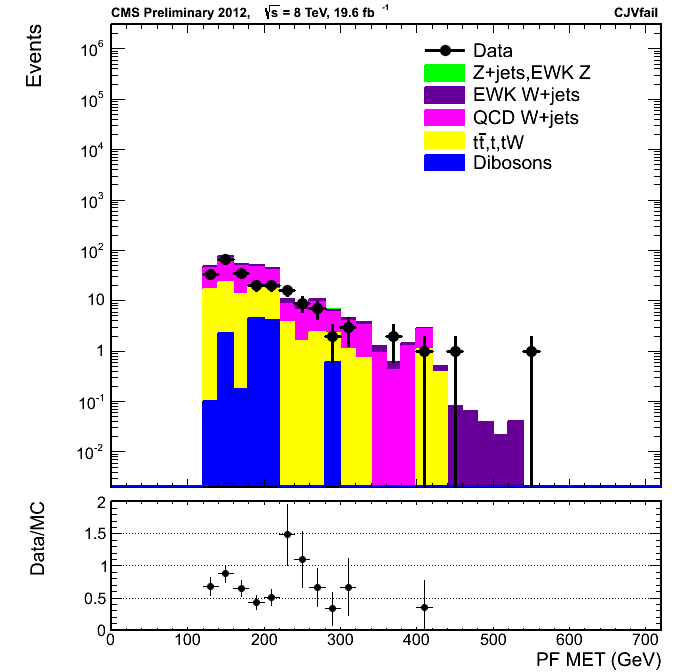 CMS Preliminary 2012, √s = 8 TeV, 19.6 fb⁻¹ CJVfail
Events
10⁶
10⁵
10⁴
10³
10²
10
1
10⁻¹
10⁻²
Data
Z+jets,EWK Z
EWK W+jets
QCD W+jets
tt̅,t,tW
Dibosons
Data/MC
2
1.5
1
0.5
0
0 100 200 300 400 500 600 700
PF MET (GeV)